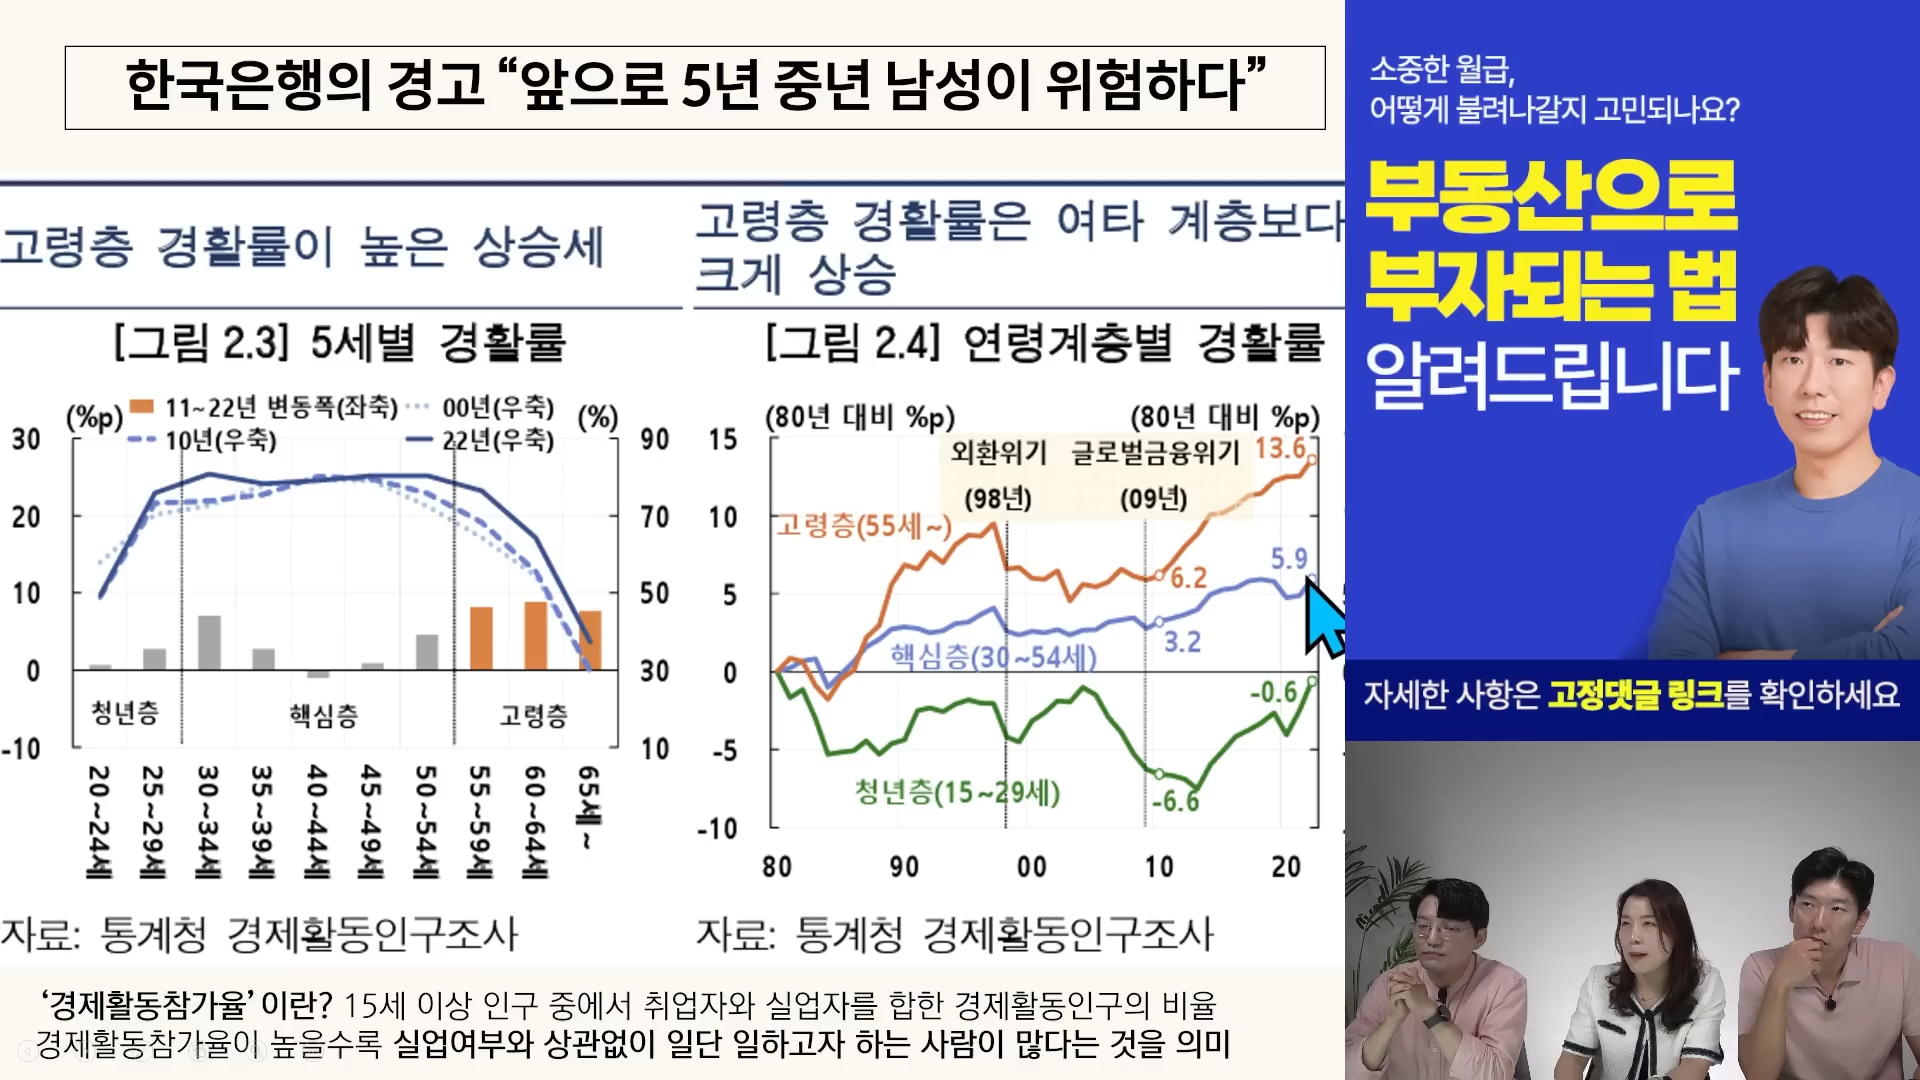 한국은행의 경고 “앞으로 5년 중년 남성이 위험하다”
고령층 경활률이 높은 상승세
[그림 2.3] 5세별 경활률
(%p)
11~22년 변동폭(좌축)
00년(우축)
(%)
10년(우축)
22년(우축)
30
20
10
0
-10
90
70
50
30
10
청년층
핵심층
고령층
20~24세
25~29세
30~34세
35~39세
40~44세
45~49세
50~54세
55~59세
60~64세
65세~
자료: 통계청 경제활동인구조사
고령층 경활률은 여타 계층보다
크게 상승
[그림 2.4] 연령계층별 경활률
(80년 대비 %p)
(80년 대비 %p)
15
10
5
0
-5
-10
외환위기
(98년)
글로벌금융위기
(09년)
13.6
고령층(55세~)
6.2
5.9
핵심층(30~54세)
3.2
-0.6
청년층(15~29세)
-6.6
80
90
00
10
20
자료: 통계청 경제활동인구조사
‘경제활동참가율’ 이란? 15세 이상 인구 중에서 취업자와 실업자를 합한 경제활동인구의 비율
경제활동참가율이 높을수록 실업여부와 상관없이 일단 일하고자 하는 사람이 많다는 것을 의미
소중한 월급,
어떻게 불려나갈지 고민되나요?
부동산으로
부자되는 법
알려드립니다
자세한 사항은 고정댓글 링크를 확인하세요